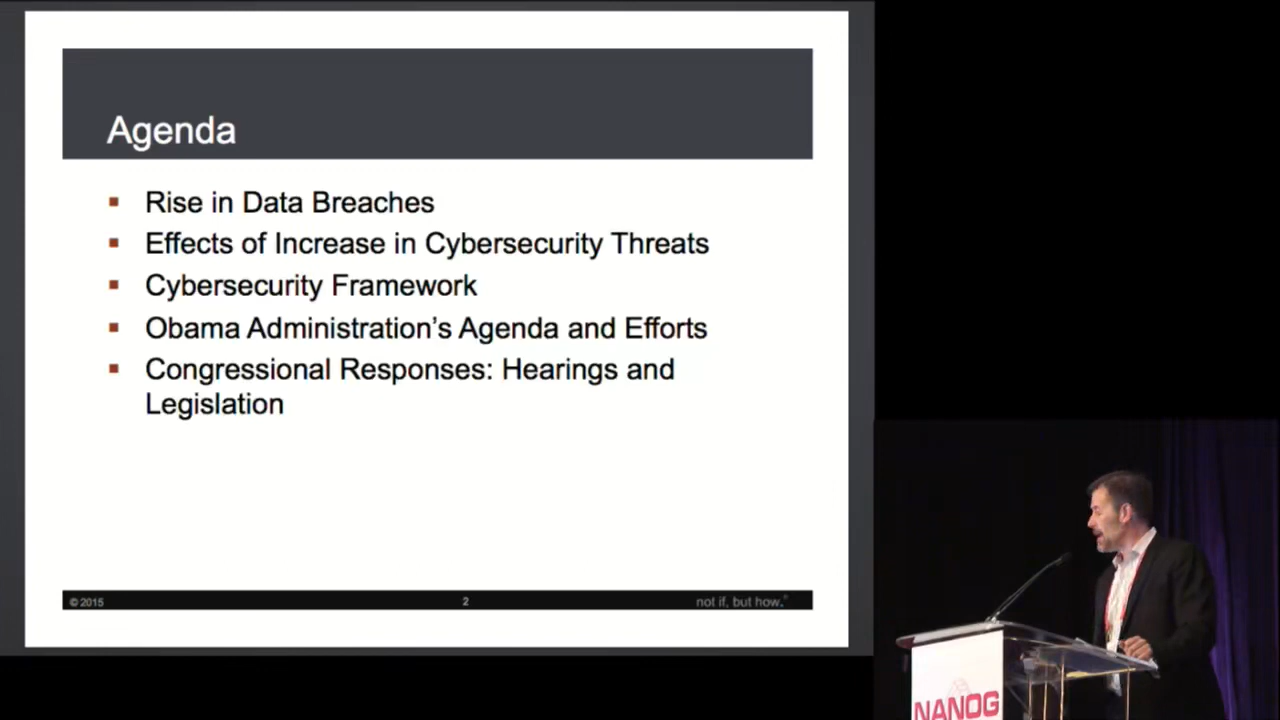 Agenda
▪ Rise in Data Breaches
▪ Effects of Increase in Cybersecurity Threats
▪ Cybersecurity Framework
▪ Obama Administration’s Agenda and Efforts
▪ Congressional Responses: Hearings and
Legislation
© 2015 2 not if, but how.®
NANOG